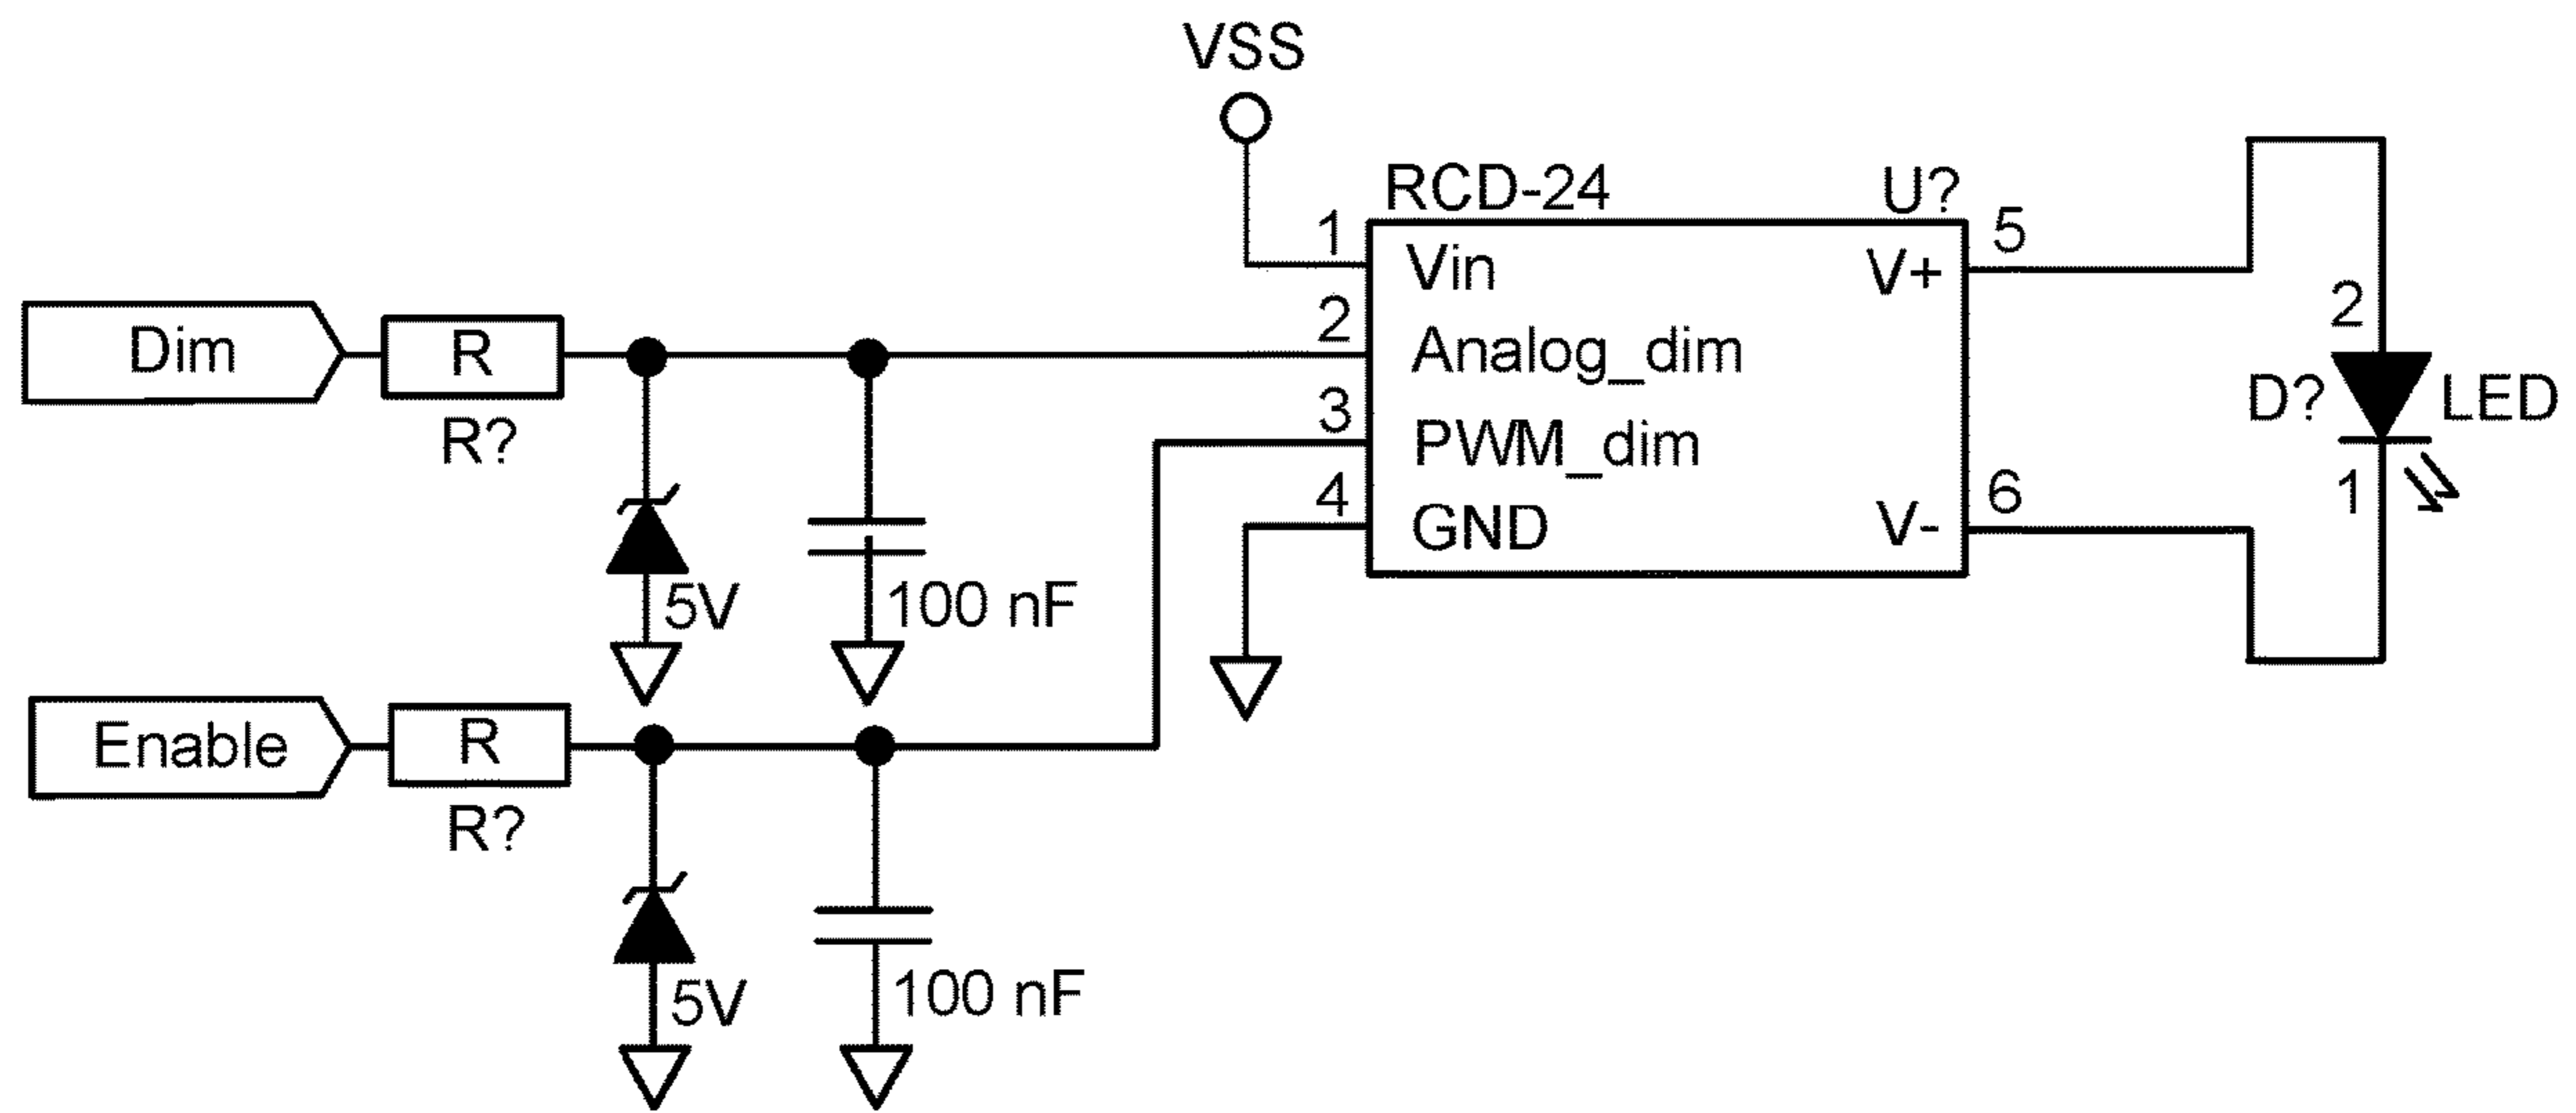 VSS
RCD-24
U?
1
Vin
V+
5
2
Analog_dim
Dim
R
R?
3
PWM_dim
4
GND
V-
6
2
D?
LED
1
5V
100 nF
Enable
R
R?
5V
100 nF